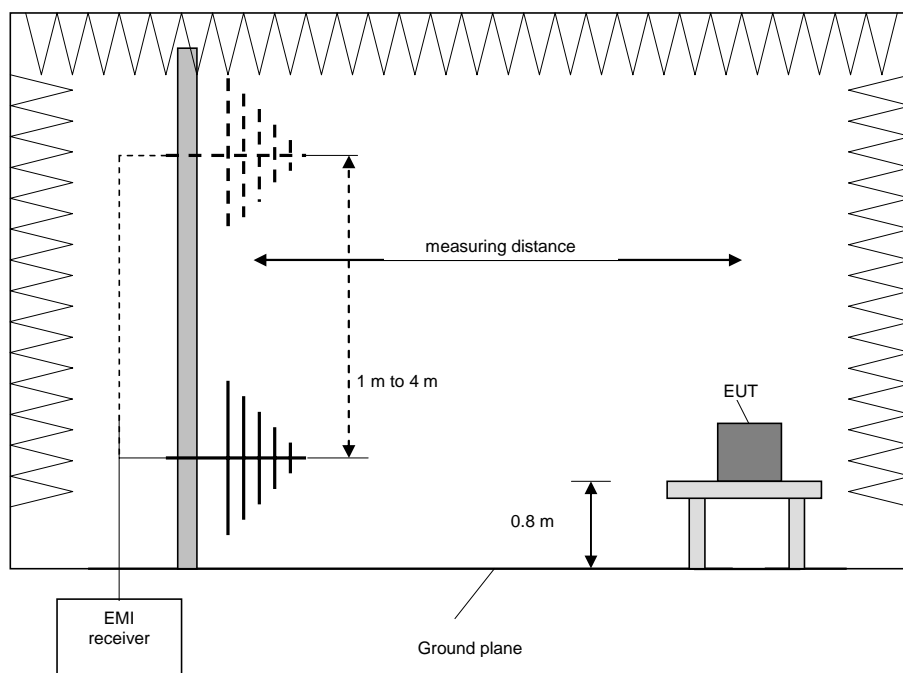 measuring distance
1 m to 4 m
EUT
0.8 m
EMI
receiver
Ground plane